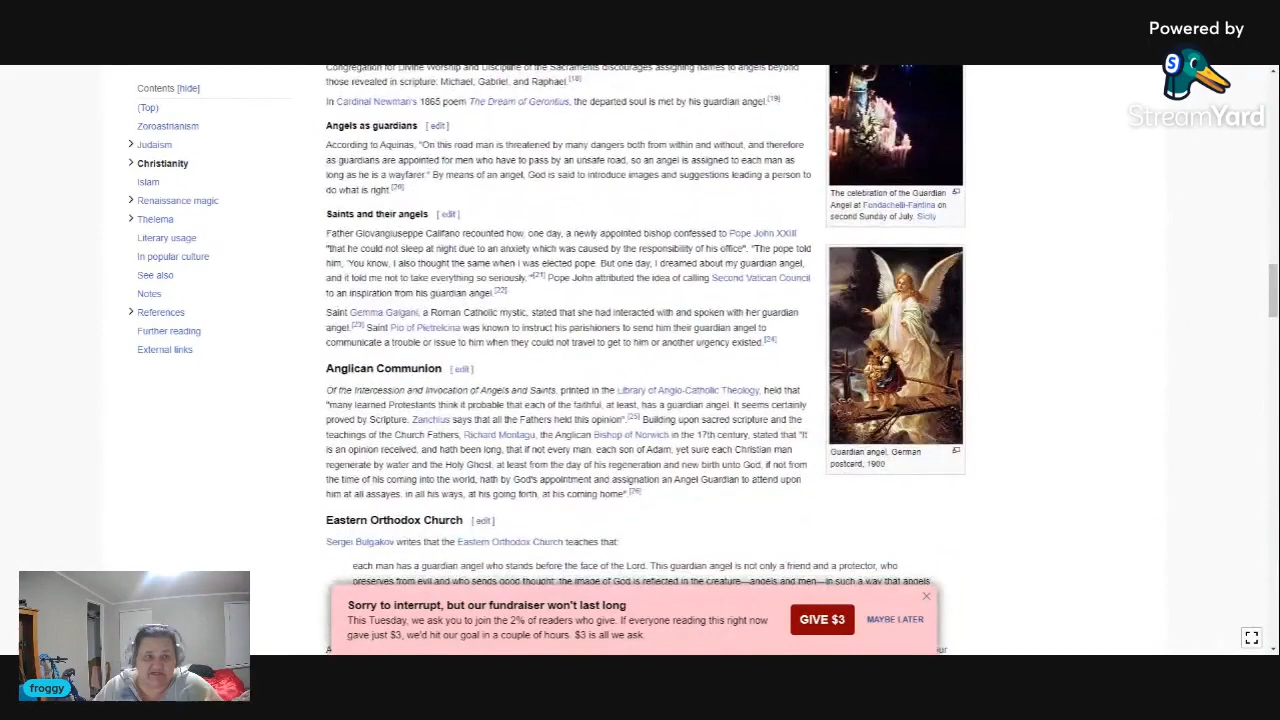 Powered by
StreamYard
Contents [hide]
(Top)
Zoroastrianism
Judaism
Christianity
Islam
Renaissance magic
Thelema
Literary usage
In popular culture
See also
Notes
References
Further reading
External links
Congregation for Divine Worship and Discipline of the Sacraments discourages assigning names to angels beyond
those revealed in scripture: Michael, Gabriel, and Raphael.[18]
In Cardinal Newman's 1865 poem The Dream of Gerontius, the departed soul is met by his guardian angel.[19]
Angels as guardians [ edit ]
According to Aquinas, "On this road man is threatened by many dangers both from within and without, and therefore
as guardians are appointed for men who have to pass by an unsafe road, so an angel is assigned to each man as
long as he is a wayfarer." By means of an angel, God is said to introduce images and suggestions leading a person to
do what is right.[20]
Saints and their angels [ edit ]
Father Giovangiuseppe Califano recounted how, one day, a newly appointed bishop confessed to Pope John XXIII
"that he could not sleep at night due to an anxiety which was caused by the responsibility of his office". "The pope told
him, 'You know, I also thought the same when I was elected pope. But one day, I dreamed about my guardian angel,
and it told me not to take everything so seriously.'"[21] Pope John attributed the idea of calling Second Vatican Council
to an inspiration from his guardian angel.[22]
Saint Gemma Galgani, a Roman Catholic mystic, stated that she had interacted with and spoken with her guardian
angel.[23] Saint Pio of Pietrelcina was known to instruct his parishioners to send him their guardian angel to
communicate a trouble or issue to him when they could not travel to get to him or another urgency existed.[24]
Anglican Communion [ edit ]
Of the Intercession and Invocation of Angels and Saints, printed in the Library of Anglo-Catholic Theology, held that
"many learned Protestants think it probable that each of the faithful, at least, has a guardian angel. It seems certainly
proved by Scripture. Zanchius says that all the Fathers held this opinion".[25] Building upon sacred scripture and the
teachings of the Church Fathers, Richard Montagu, the Anglican Bishop of Norwich in the 17th century, stated that "It
is an opinion received, and hath been long, that if not every man, each son of Adam, yet sure each Christian man
regenerate by water and the Holy Ghost, at least from the day of his regeneration and new birth unto God, if not from
the time of his coming into the world, hath by God's appointment and assignation an Angel Guardian to attend upon
him at all assayes, in all his ways, at his going forth, at his coming home".[26]
Eastern Orthodox Church [ edit ]
Sergei Bulgakov writes that the Eastern Orthodox Church teaches that:
each man has a guardian angel who stands before the face of the Lord. This guardian angel is not only a friend and a protector, who
preserves from evil and who sends good thought; the image of God is reflected in the creature—angels and men—in such a way that angels
The celebration of the Guardian
Angel at Fondachelli-Fantina on
second Sunday of July, Sicily
Guardian angel, German
postcard, 1900
Sorry to interrupt, but our fundraiser won't last long
This Tuesday, we ask you to join the 2% of readers who give. If everyone reading this right now
gave just $3, we'd hit our goal in a couple of hours. $3 is all we ask.
GIVE $3
MAYBE LATER
froggy